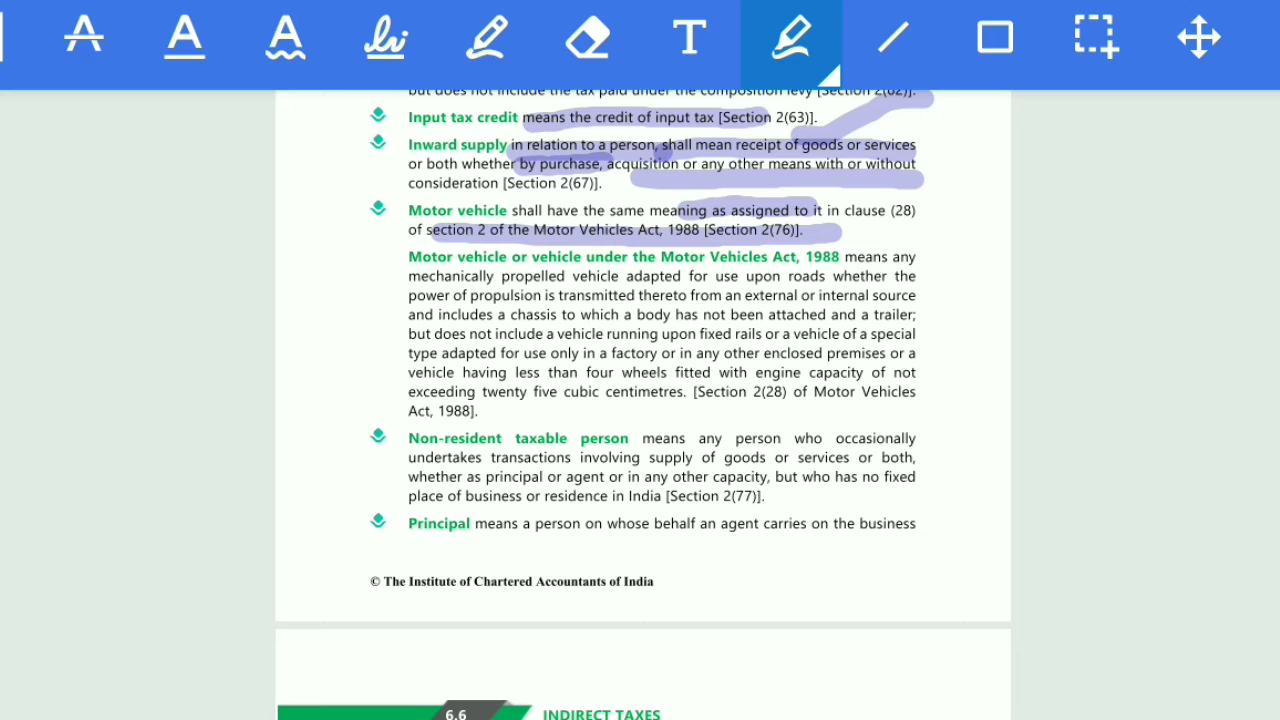 but does not include the tax paid under the composition levy [Section 2(62)].
Input tax credit means the credit of input tax [Section 2(63)].
Inward supply in relation to a person, shall mean receipt of goods or services
or both whether by purchase, acquisition or any other means with or without
consideration [Section 2(67)].
Motor vehicle shall have the same meaning as assigned to it in clause (28)
of section 2 of the Motor Vehicles Act, 1988 [Section 2(76)].
Motor vehicle or vehicle under the Motor Vehicles Act, 1988 means any
mechanically propelled vehicle adapted for use upon roads whether the
power of propulsion is transmitted thereto from an external or internal source
and includes a chassis to which a body has not been attached and a trailer;
but does not include a vehicle running upon fixed rails or a vehicle of a special
type adapted for use only in a factory or in any other enclosed premises or a
vehicle having less than four wheels fitted with engine capacity of not
exceeding twenty five cubic centimetres. [Section 2(28) of Motor Vehicles
Act, 1988].
Non-resident taxable person means any person who occasionally
undertakes transactions involving supply of goods or services or both,
whether as principal or agent or in any other capacity, but who has no fixed
place of business or residence in India [Section 2(77)].
Principal means a person on whose behalf an agent carries on the business
© The Institute of Chartered Accountants of India
6.6 INDIRECT TAXES